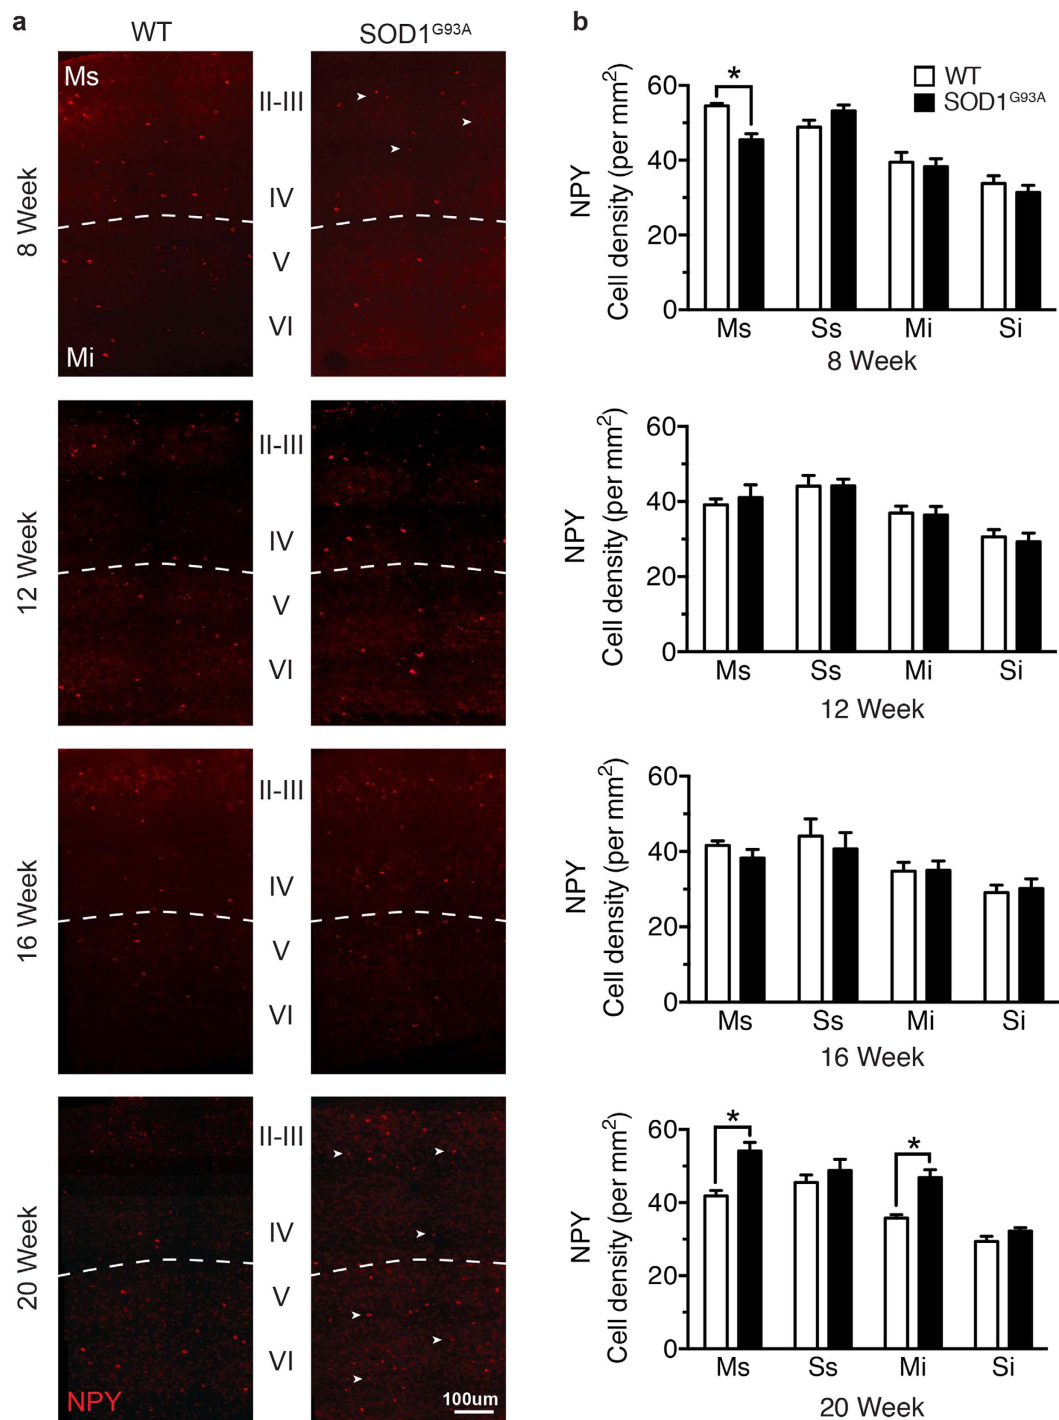 a
WT
SOD1G93A
Ms
Mi
8 Week
II-III
IV
V
VI
12 Week
II-III
IV
V
VI
16 Week
II-III
IV
V
VI
20 Week
II-III
IV
V
VI
NPY
100um
b
WT
SOD1G93A
NPY
Cell density (per mm2)
60
40
20
0
*
Ms Ss Mi Si
8 Week
NPY
Cell density (per mm2)
60
40
20
0
Ms Ss Mi Si
12 Week
NPY
Cell density (per mm2)
60
40
20
0
Ms Ss Mi Si
16 Week
NPY
Cell density (per mm2)
60
40
20
0
*
*
Ms Ss Mi Si
20 Week